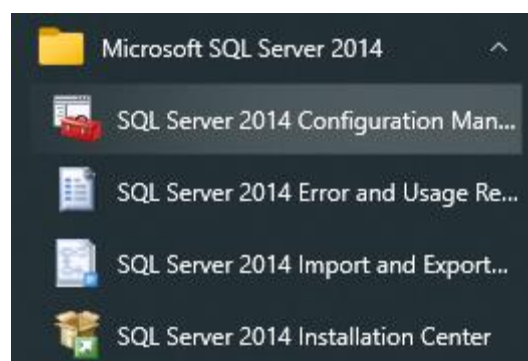 Microsoft SQL Server 2014
SQL Server 2014 Configuration Man...
SQL Server 2014 Error and Usage Re...
SQL Server 2014 Import and Export...
SQL Server 2014 Installation Center